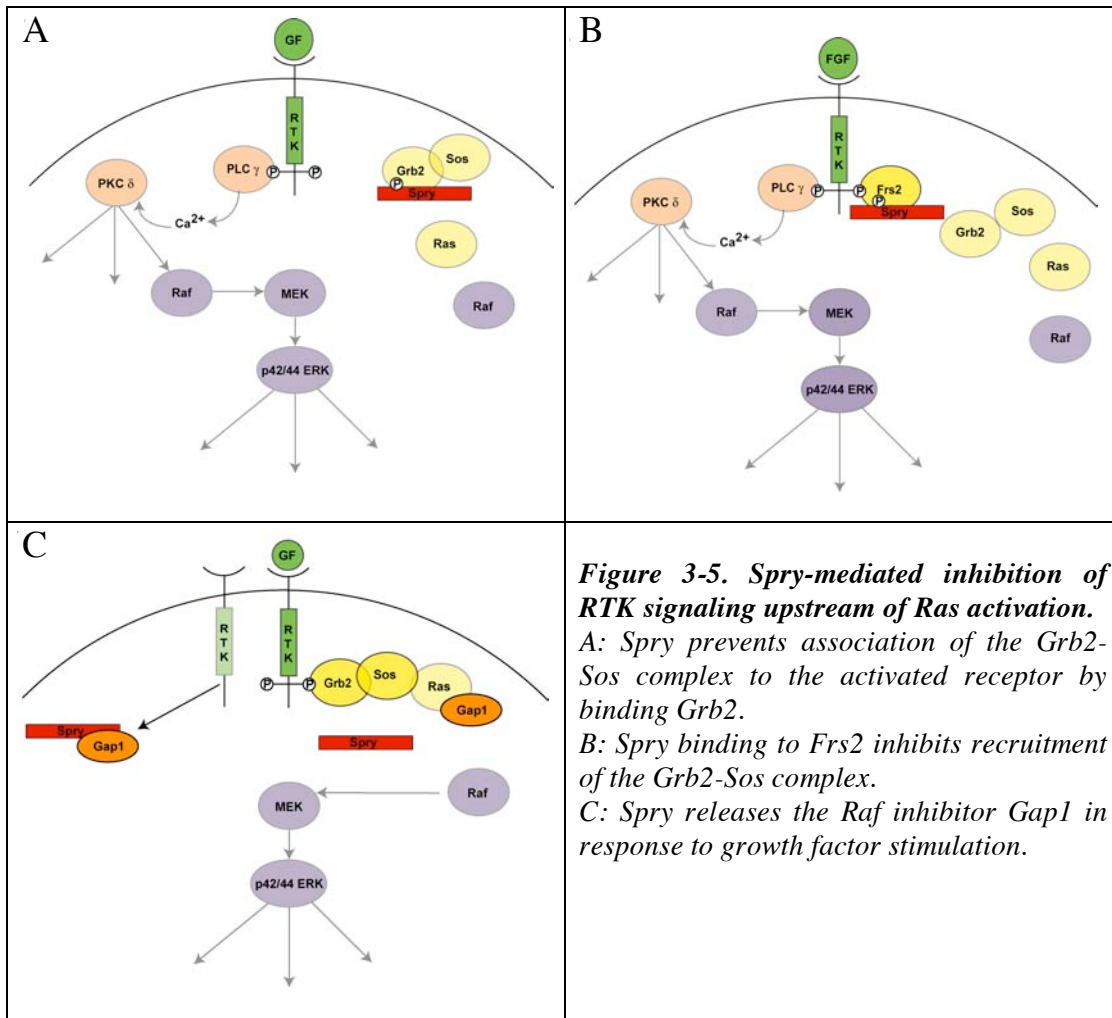 A
GF
R
T
K
P
P
PLC γ
PKC δ
Ca2+
Grb2
Sos
P
Spry
Ras
Raf
MEK
Raf
p42/44 ERK
B
FGF
R
T
K
P
P
PLC γ
PKC δ
Ca2+
Frs2
P
Spry
Grb2
Sos
Ras
Raf
MEK
Raf
p42/44 ERK
C
GF
R
T
K
R
T
K
P
P
Grb2
Sos
Ras
Gap1
Spry
Gap1
Spry
MEK
Raf
p42/44 ERK
Figure 3-5. Spry-mediated inhibition of
RTK signaling upstream of Ras activation.
A: Spry prevents association of the Grb2-
Sos complex to the activated receptor by
binding Grb2.
B: Spry binding to Frs2 inhibits recruitment
of the Grb2-Sos complex.
C: Spry releases the Raf inhibitor Gap1 in
response to growth factor stimulation.